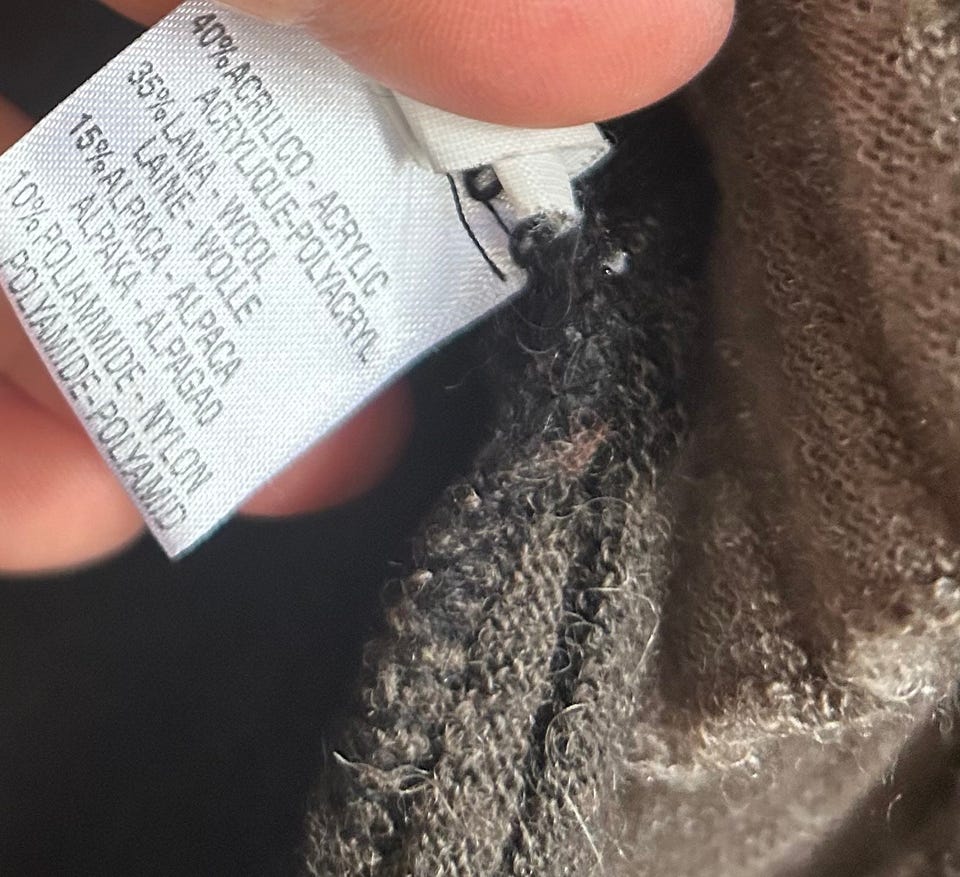 40% ACRILICO - ACRYLIC
ACRYLIQUE-POLYACRYL
35% LANA - WOOL
LAINE - WOLLE
15% ALPACA - ALPACA
ALPAKA - ALPAGAO
10% POLIAMMIDE - NYLON
POLYAMIDE-POLYAMID